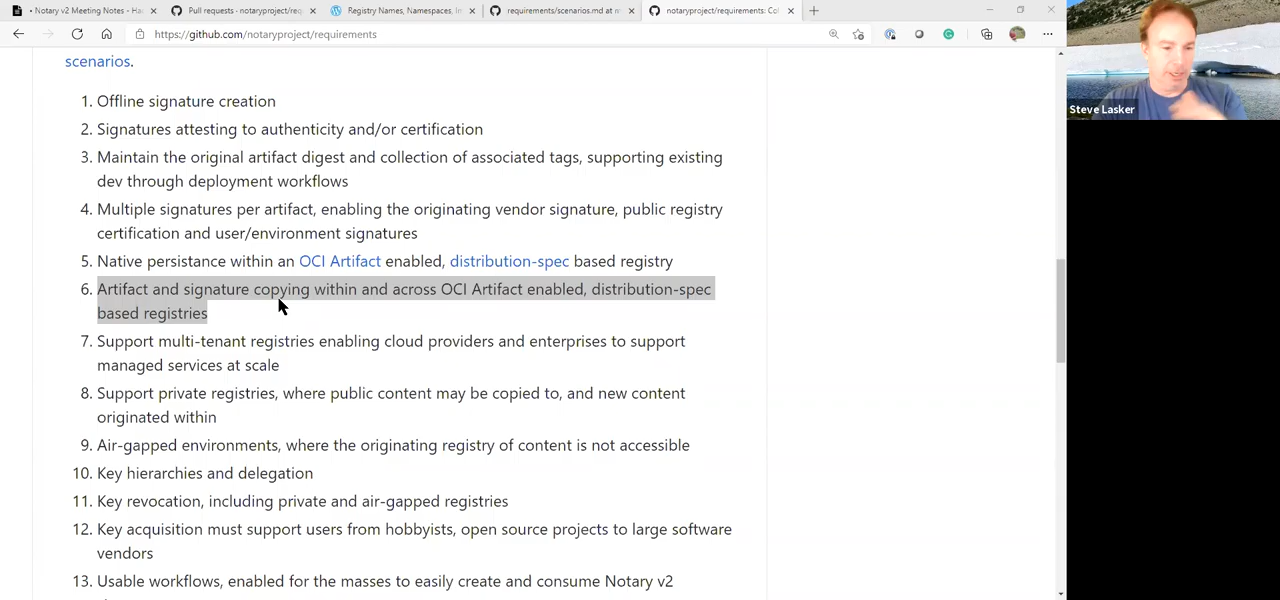 • Notary v2 Meeting Notes - Ha
Pull requests · notaryproject/req
Registry Names, Namespaces, Im
requirements/scenarios.md at m
notaryproject/requirements: Col
https://github.com/notaryproject/requirements
Steve Lasker
scenarios.
1. Offline signature creation
2. Signatures attesting to authenticity and/or certification
3. Maintain the original artifact digest and collection of associated tags, supporting existing
dev through deployment workflows
4. Multiple signatures per artifact, enabling the originating vendor signature, public registry
certification and user/environment signatures
5. Native persistance within an OCI Artifact enabled, distribution-spec based registry
6. Artifact and signature copying within and across OCI Artifact enabled, distribution-spec
based registries
7. Support multi-tenant registries enabling cloud providers and enterprises to support
managed services at scale
8. Support private registries, where public content may be copied to, and new content
originated within
9. Air-gapped environments, where the originating registry of content is not accessible
10. Key hierarchies and delegation
11. Key revocation, including private and air-gapped registries
12. Key acquisition must support users from hobbyists, open source projects to large software
vendors
13. Usable workflows, enabled for the masses to easily create and consume Notary v2